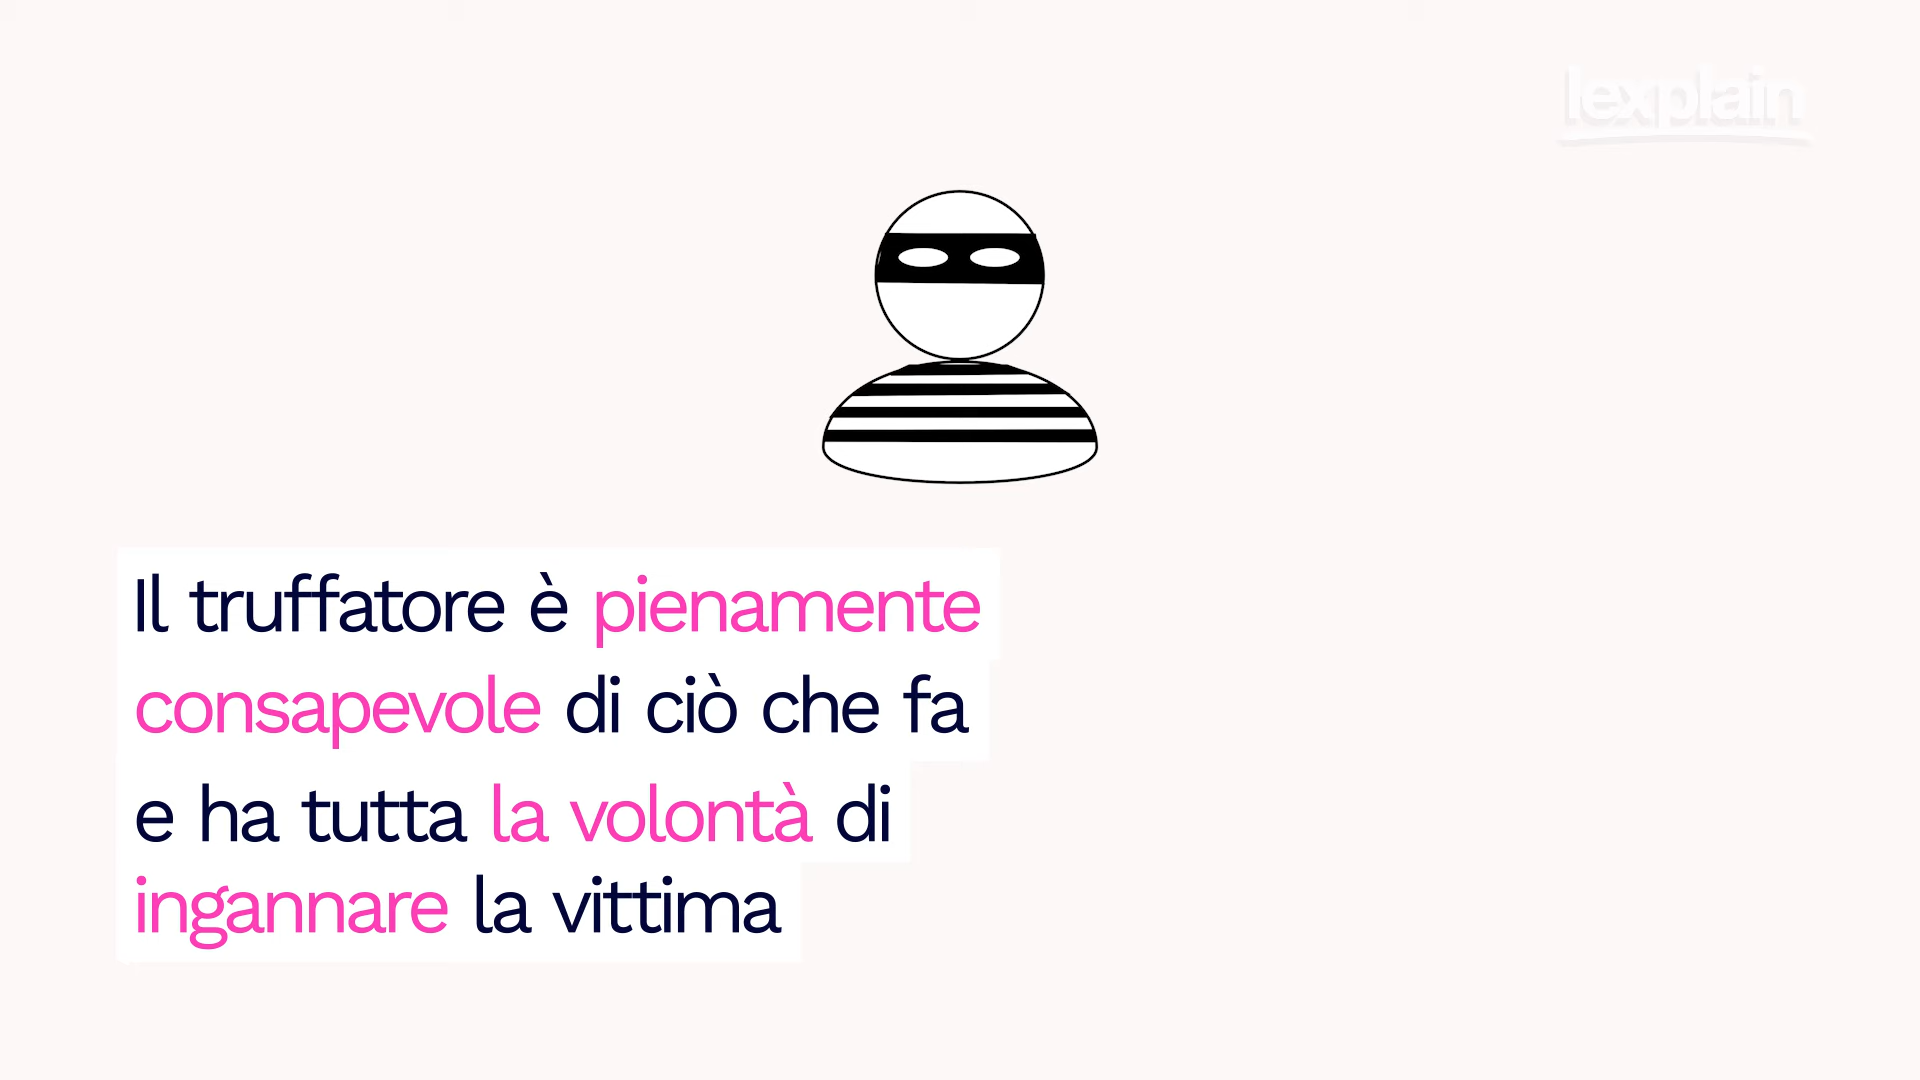 lexplain
Il truffatore è pienamente
consapevole di ciò che fa
e ha tutta la volontà di
ingannare la vittima